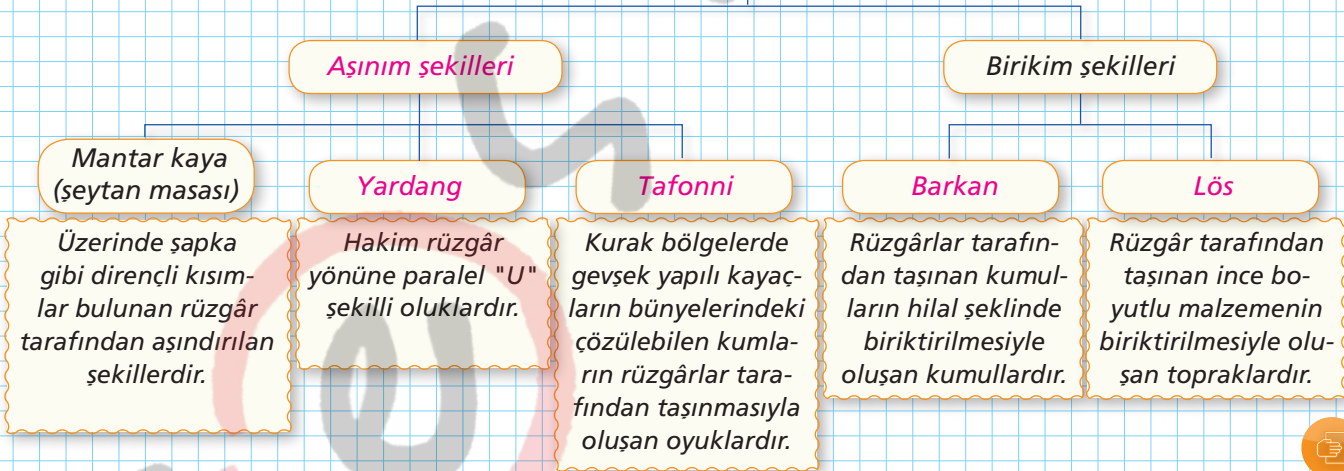 Aşınım şekilleri
Birikim şekilleri
Mantar kaya
(şeytan masası)
Yardang
Tafonni
Barkan
Lös
Üzerinde şapka
gibi dirençli kısım-
lar bulunan rüzgâr
tarafından aşındırılan
şekillerdir.
Hakim rüzgâr
yönüne paralel "U"
şekilli oluklardır.
Kurak bölgelerde
gevşek yapılı kayaç-
ların bünyelerindeki
çözülebilen kumla-
rın rüzgârlar tara-
fından taşınmasıyla
oluşan oyuklardır.
Rüzgârlar tarafın-
dan taşınan kumul-
ların hilal şeklinde
biriktirilmesiyle
oluşan kumullardır.
Rüzgâr tarafından
taşınan ince bo-
yutlu malzemenin
biriktirilmesiyle olu-
şan topraklardır.